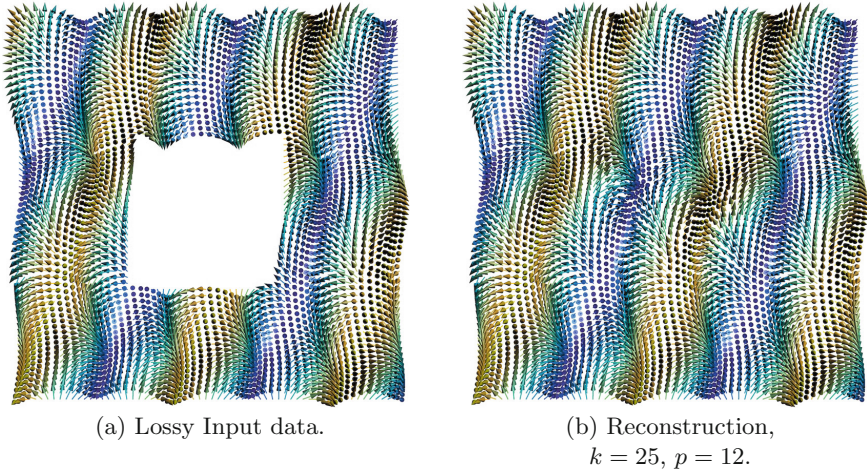 (a) Lossy Input data.
(b) Reconstruction,
k = 25, p = 12.